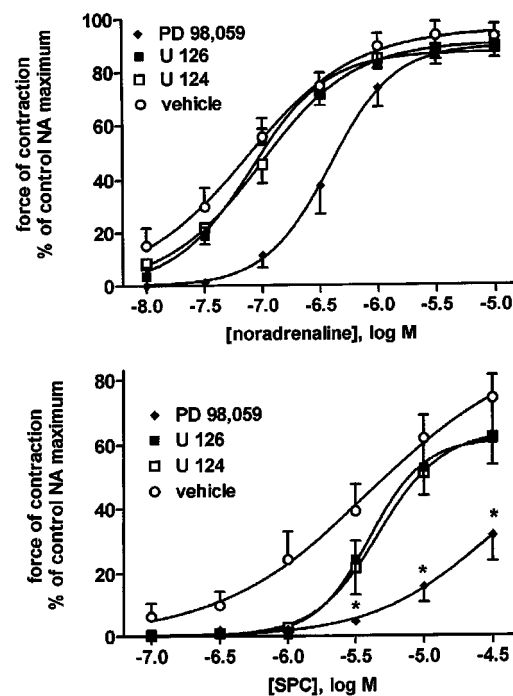 PD 98,059
U 126
U 124
vehicle
force of contraction
% of control NA maximum
100
80
60
40
20
0
-8.0 -7.5 -7.0 -6.5 -6.0 -5.5 -5.0
[noradrenaline], log M
PD 98,059
U 126
U 124
vehicle
force of contraction
% of control NA maximum
80
60
40
20
0
* * *
-7.0 -6.5 -6.0 -5.5 -5.0 -4.5
[SPC], log M